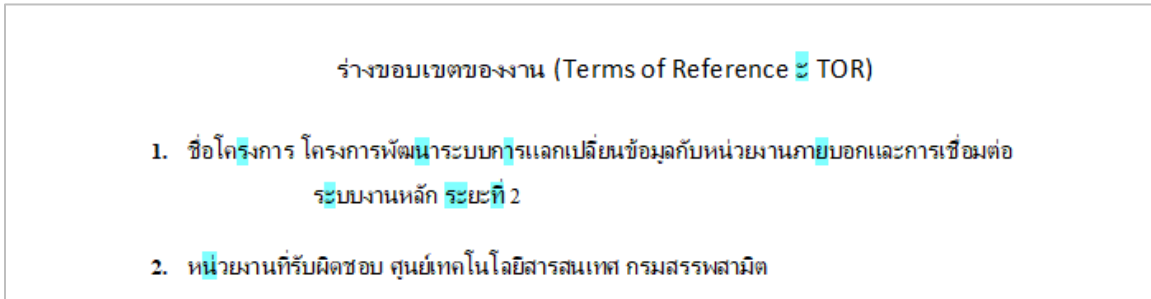 ร่างขอบเขตของงาน (Terms of Reference ะ TOR)
1. ชื่อโครงการ โครงการพัฒนาระบบการแลกเปลี่ยนข้อมูลกับหน่วยงานภายบอกและการเชื่อมต่อ
ระบบงานหลัก ระยะที่ 2
2. หน่วยงานที่รับผิดชอบ ศูนย์เทคโนโลยีสารสนเทศ กรมสรรพสามิต